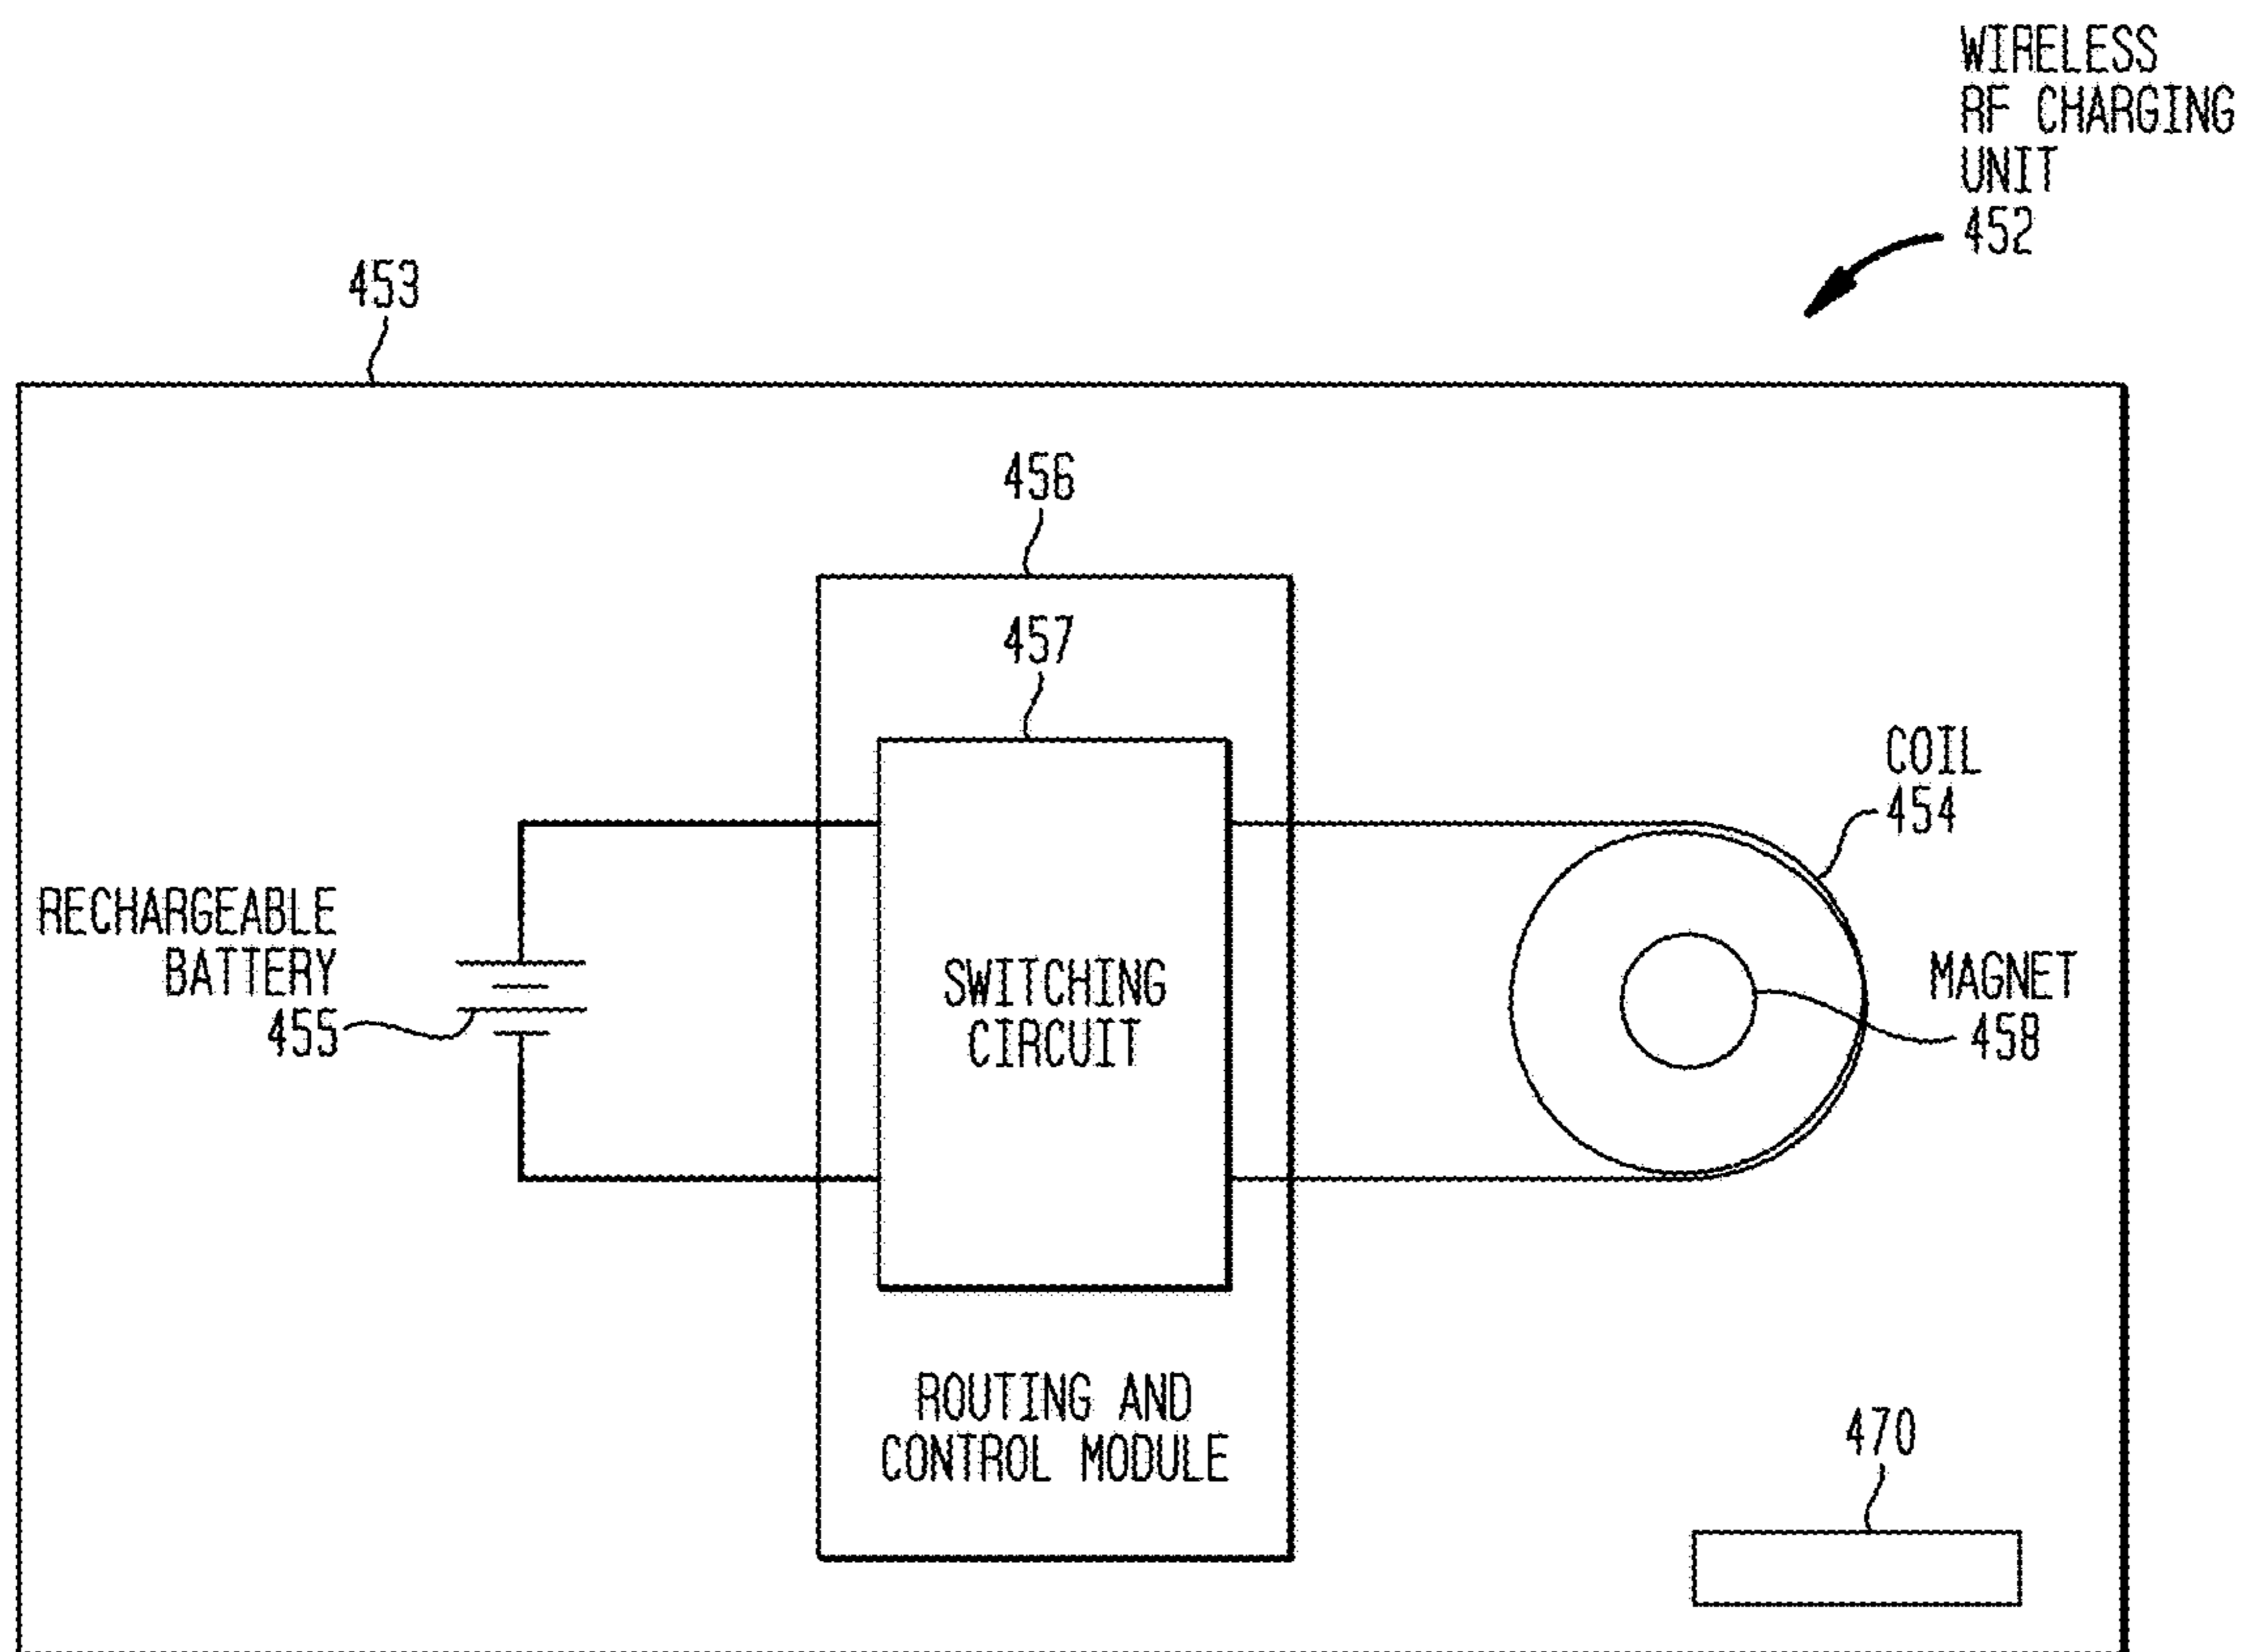 WIRELESS
RF CHARGING
UNIT
452
453
456
457
COIL
454
RECHARGEABLE
BATTERY
455
SWITCHING
CIRCUIT
MAGNET
458
ROUTING AND
CONTROL MODULE
470